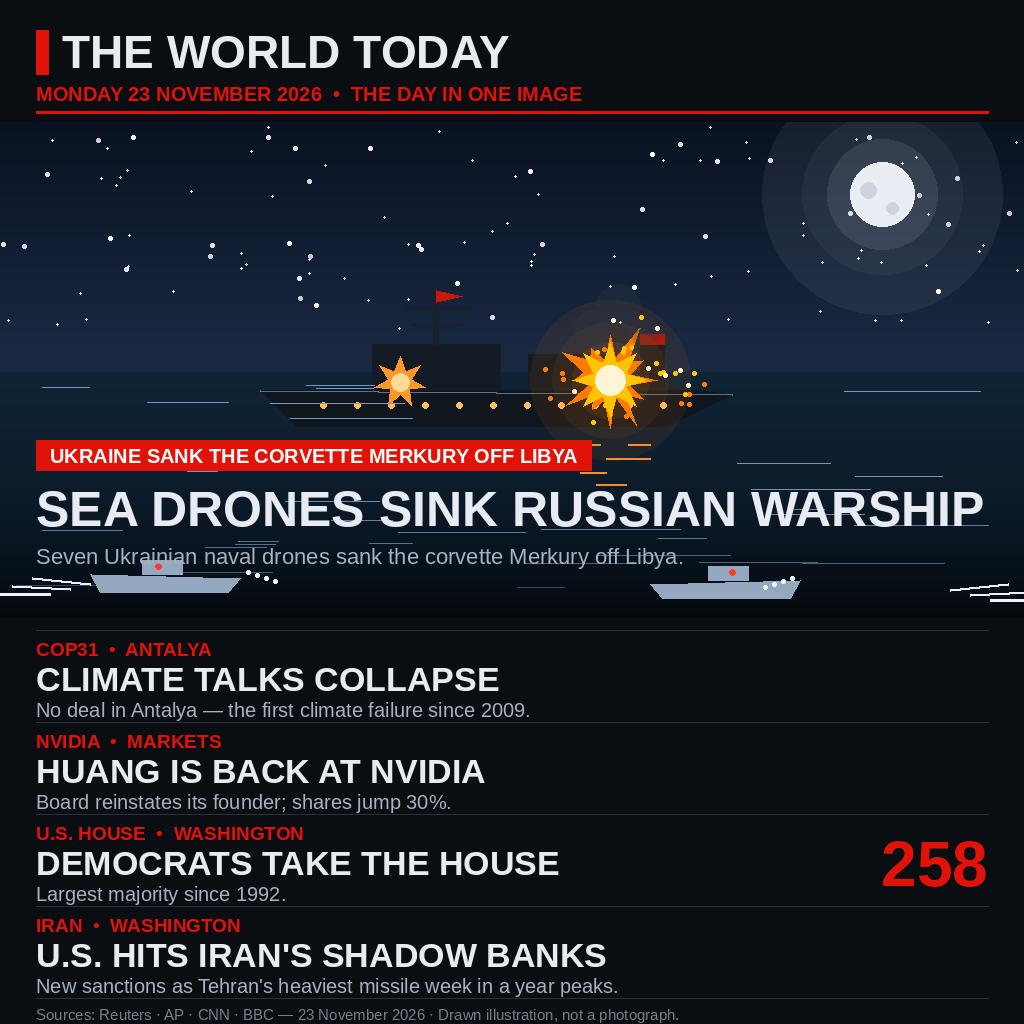 THE WORLD TODAY
MONDAY 23 NOVEMBER 2026 • THE DAY IN ONE IMAGE
UKRAINE SANK THE CORVETTE MERKURY OFF LIBYA
SEA DRONES SINK RUSSIAN WARSHIP
Seven Ukrainian naval drones sank the corvette Merkury off Libya.
COP31 • ANTALYA
CLIMATE TALKS COLLAPSE
No deal in Antalya — the first climate failure since 2009.
NVIDIA • MARKETS
HUANG IS BACK AT NVIDIA
Board reinstates its founder; shares jump 30%.
U.S. HOUSE • WASHINGTON
DEMOCRATS TAKE THE HOUSE
258
Largest majority since 1992.
IRAN • WASHINGTON
U.S. HITS IRAN'S SHADOW BANKS
New sanctions as Tehran's heaviest missile week in a year peaks.
Sources: Reuters · AP · CNN · BBC — 23 November 2026 · Drawn illustration, not a photograph.